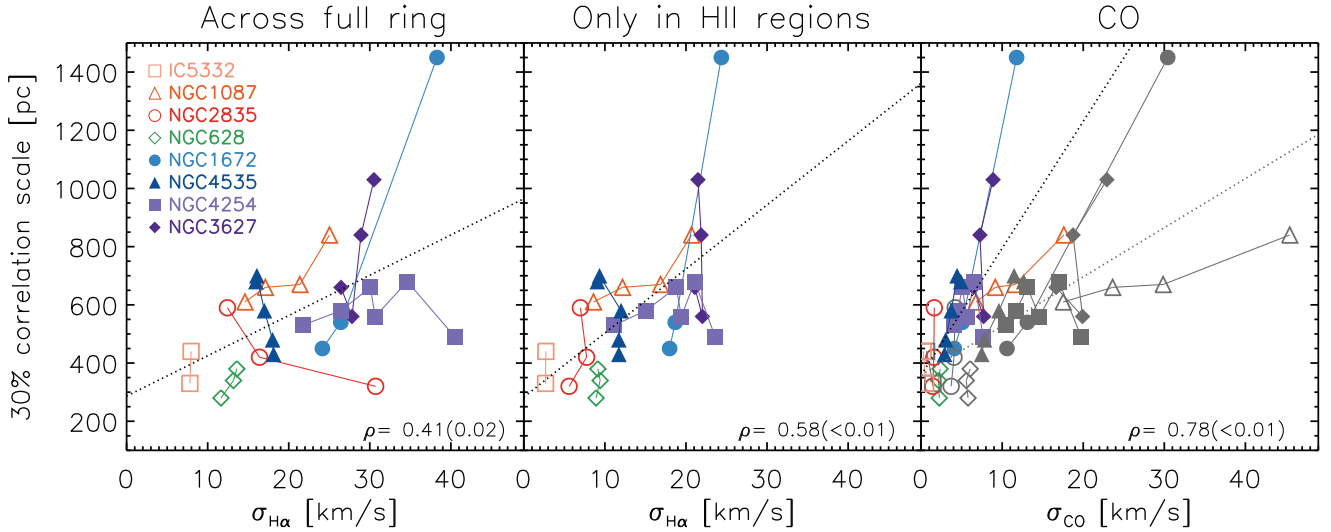 Across full ring
Only in HII regions
CO
30% correlation scale [pc]
1400
1200
1000
800
600
400
200
IC5332
NGC1087
NGC2835
NGC628
NGC1672
NGC4535
NGC4254
NGC3627
ρ= 0.41(0.02)
ρ= 0.58(<0.01)
ρ= 0.78(<0.01)
0 10 20 30 40
0 10 20 30 40
0 10 20 30 40
σHα [km/s]
σHα [km/s]
σCO [km/s]